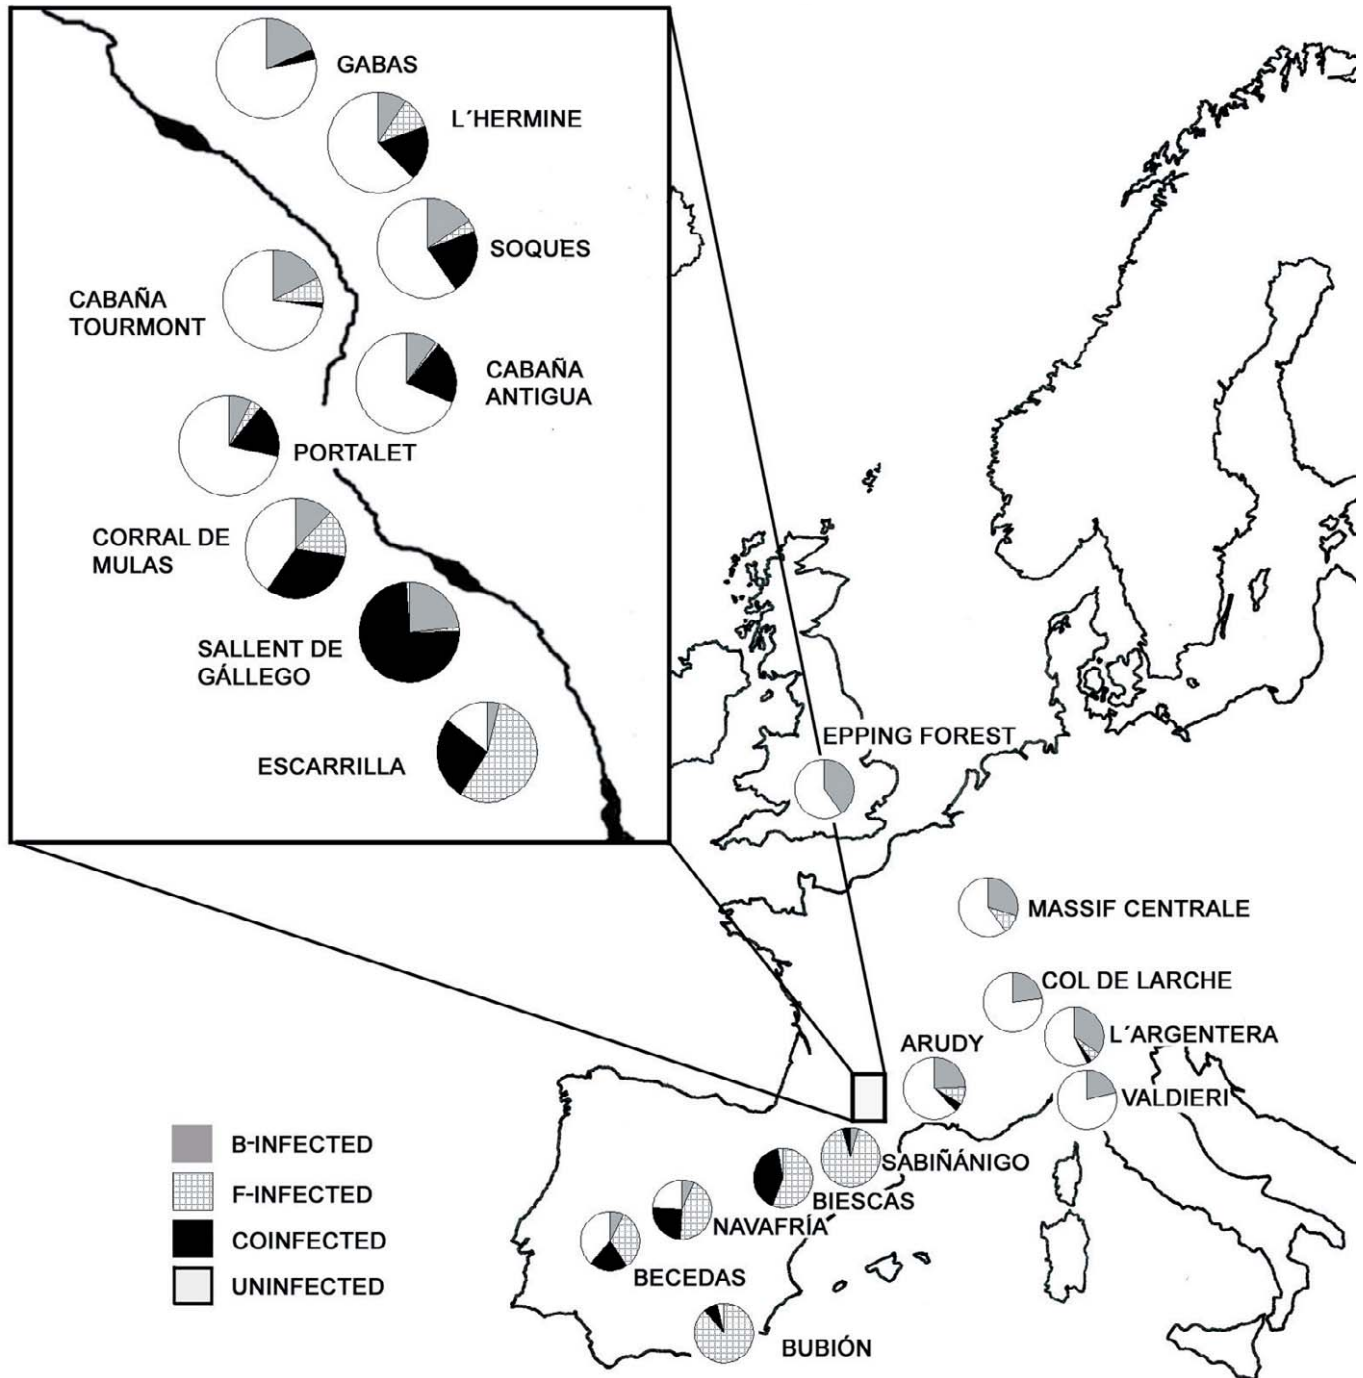 GABAS
L´HERMINE
SOQUES
CABAÑA
TOURMONT
CABAÑA
ANTIGUA
PORTALET
CORRAL DE
MULAS
SALLENT DE
GÁLLEGO
ESCARRILLA
EPPING FOREST
MASSIF CENTRALE
COL DE LARCHE
L´ARGENTERA
ARUDY
VALDIERI
SABIÑÁNIGO
BIESCAS
NAVAFRÍA
BECEDAS
BUBIÓN
B-INFECTED
F-INFECTED
COINFECTED
UNINFECTED